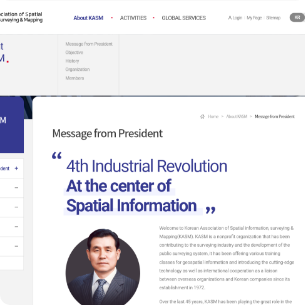 ciation of Spatial
urveying & Mapping
About KASM • ACTIVITIES • GLOBAL SERVICES
Login My Page Sitemap
t
M.
Message from President
Objective
History
Organization
Members
M
Home > About KASM > Message from President
Message from President
dent +
“ 4th Industrial Revolution
At the center of
Spatial Information ”
Welcome to Korean Association of Spatial Information, surveying &
Mapping(KASM). KASM is a nonprofit organization that has been
contributing to the surveying industry and the development of the
public surveying system. It has been offering various training
classes for geospatial information and introducing the cutting-edge
technology as well as international cooperation as a liaison
between overseas organizations and Korean companies since its
establishment in 1972.
Over the last 48 years, KASM has been playing the great role in the